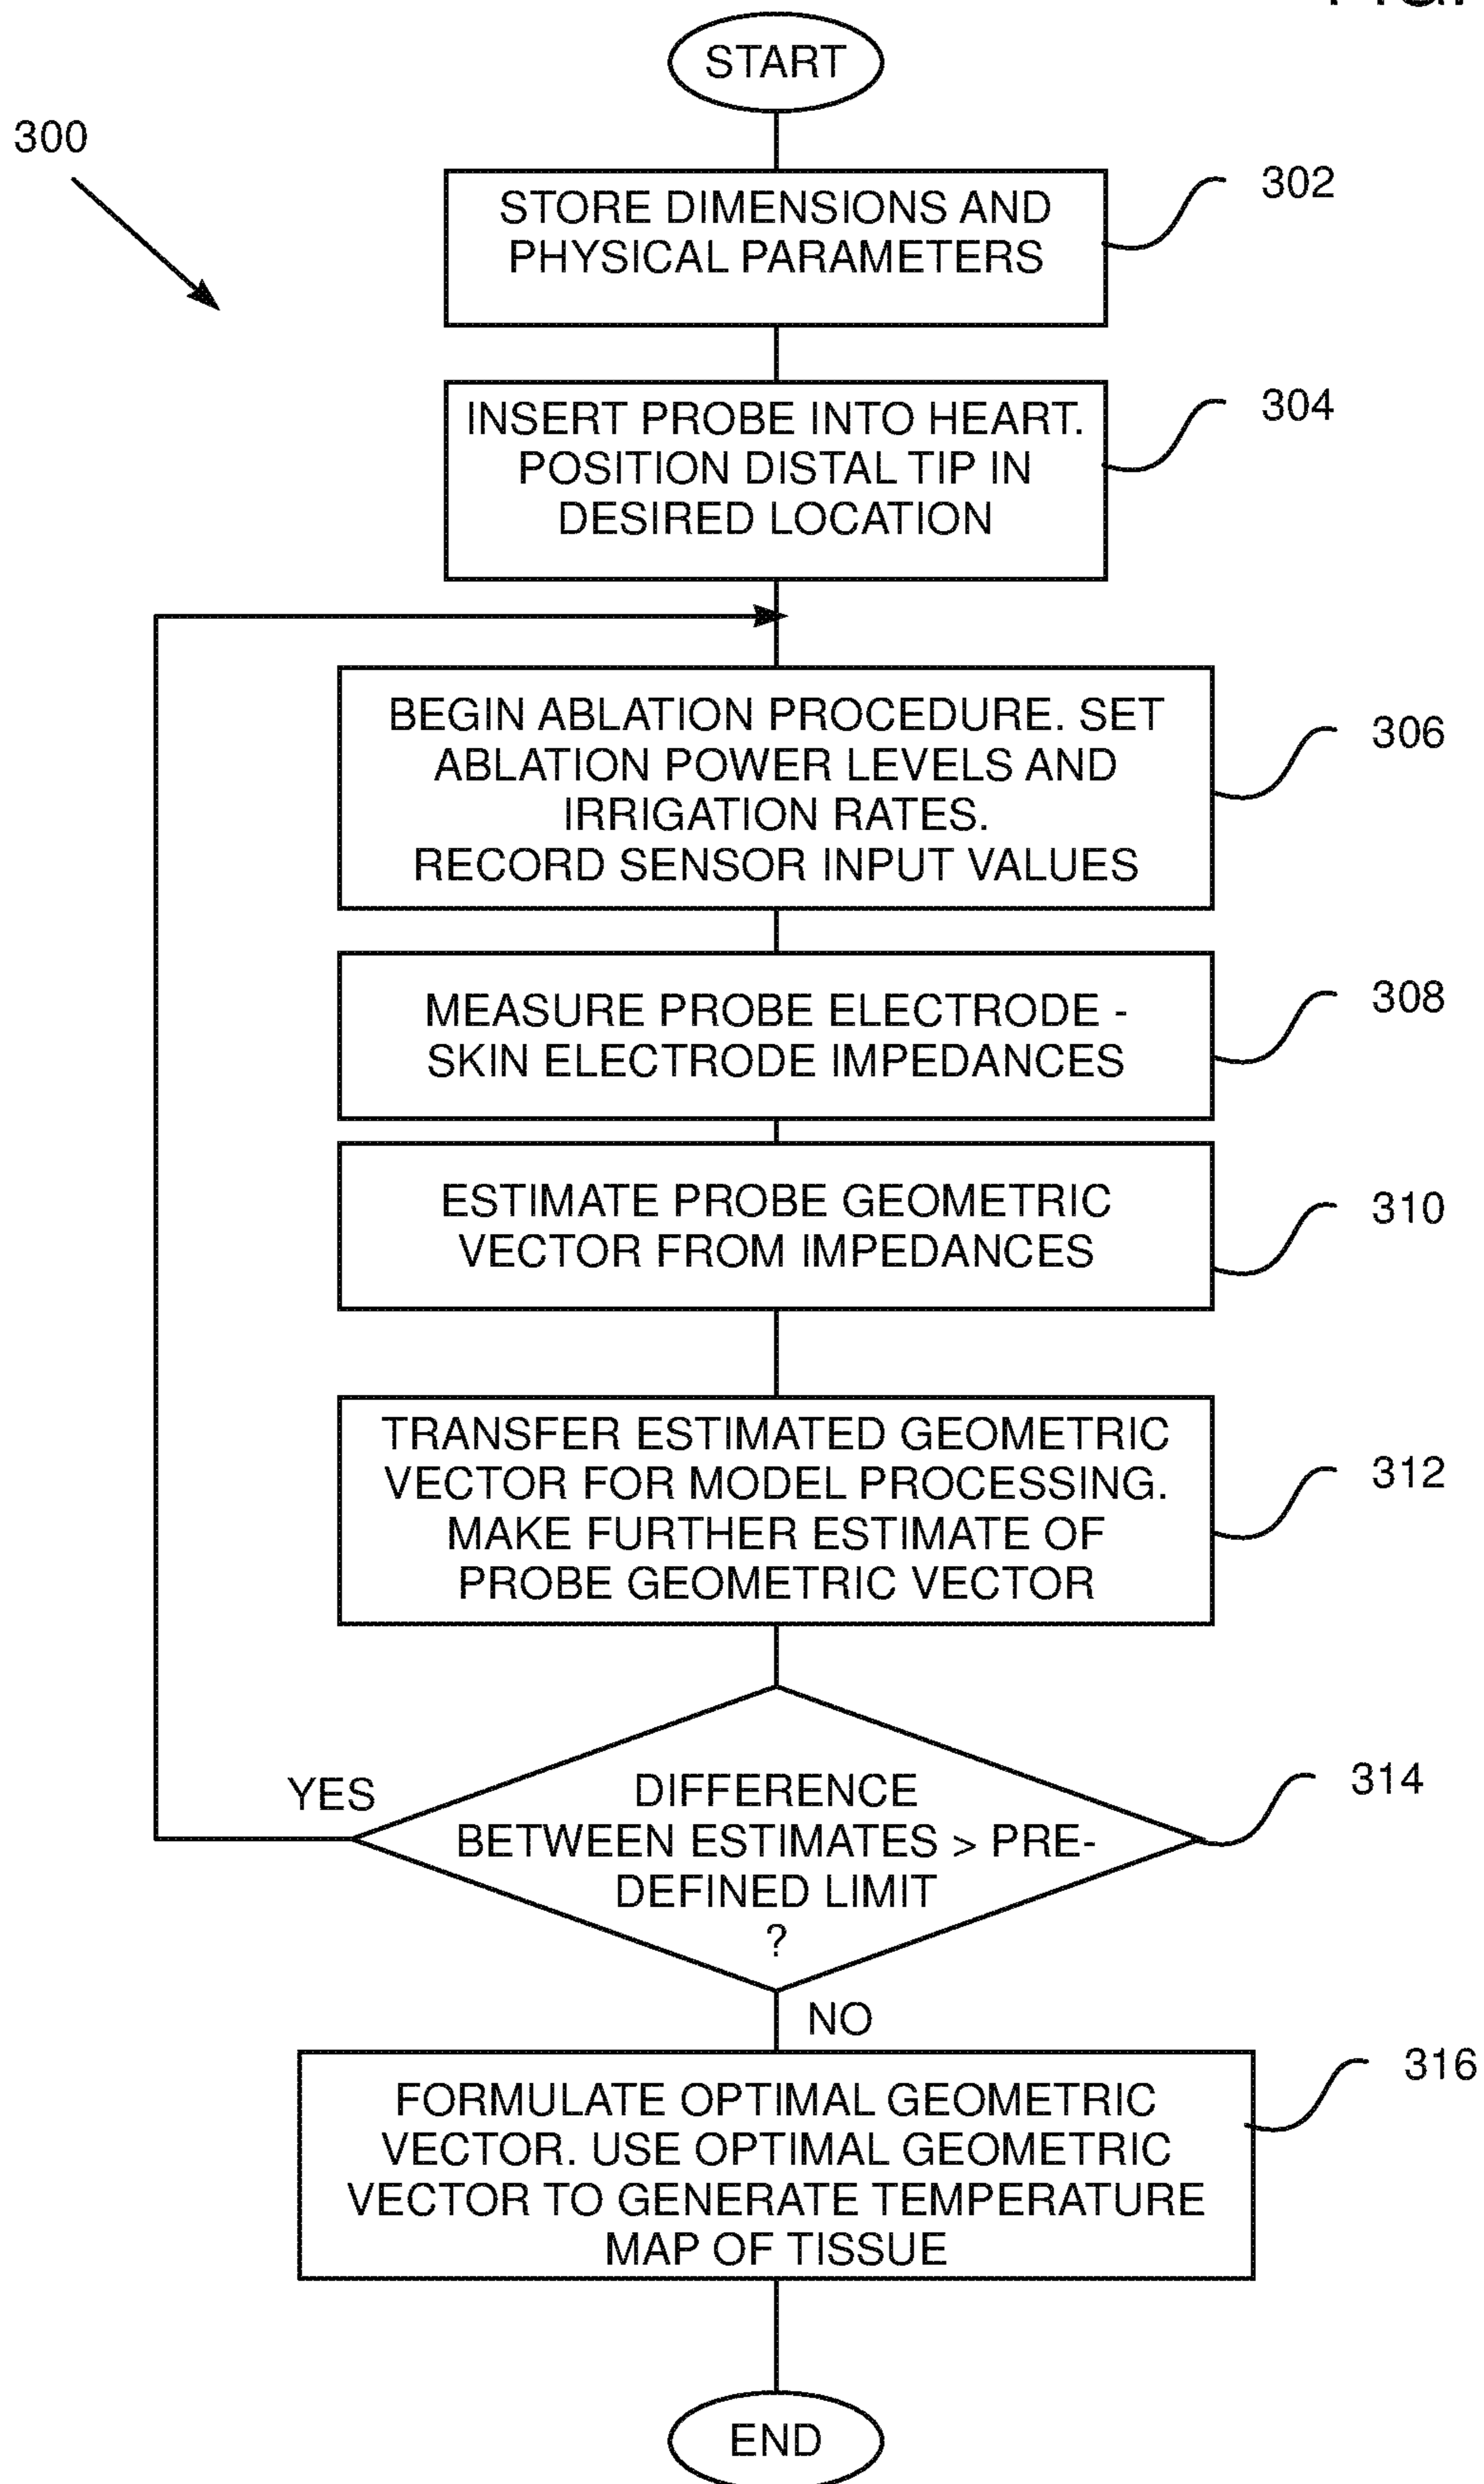 START
300
302
STORE DIMENSIONS AND
PHYSICAL PARAMETERS
304
INSERT PROBE INTO HEART.
POSITION DISTAL TIP IN
DESIRED LOCATION
306
BEGIN ABLATION PROCEDURE. SET
ABLATION POWER LEVELS AND
IRRIGATION RATES.
RECORD SENSOR INPUT VALUES
308
MEASURE PROBE ELECTRODE -
SKIN ELECTRODE IMPEDANCES
310
ESTIMATE PROBE GEOMETRIC
VECTOR FROM IMPEDANCES
312
TRANSFER ESTIMATED GEOMETRIC
VECTOR FOR MODEL PROCESSING.
MAKE FURTHER ESTIMATE OF
PROBE GEOMETRIC VECTOR
314
YES
DIFFERENCE
BETWEEN ESTIMATES > PRE-
DEFINED LIMIT
?
NO
316
FORMULATE OPTIMAL GEOMETRIC
VECTOR. USE OPTIMAL GEOMETRIC
VECTOR TO GENERATE TEMPERATURE
MAP OF TISSUE
END